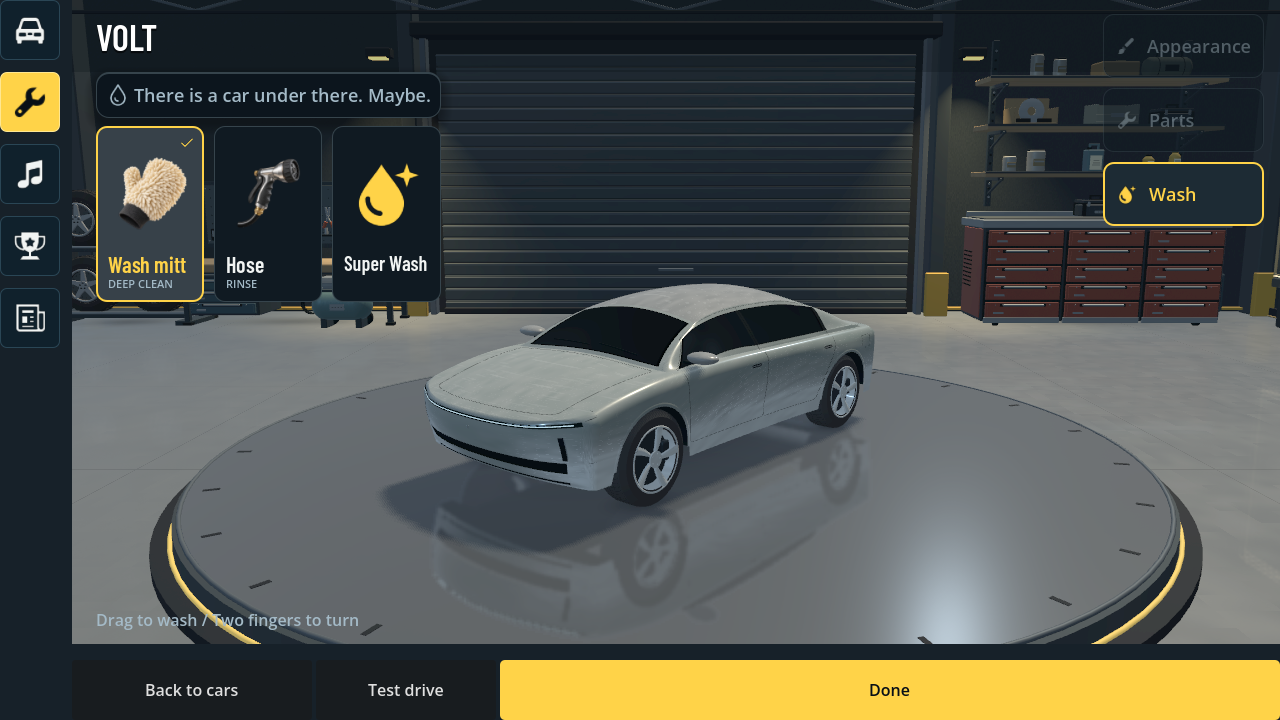 VOLT
There is a car under there. Maybe.
Wash mitt
DEEP CLEAN
Hose
RINSE
Super Wash
Appearance
Parts
Wash
Drag to wash / Two fingers to turn
Back to cars
Test drive
Done